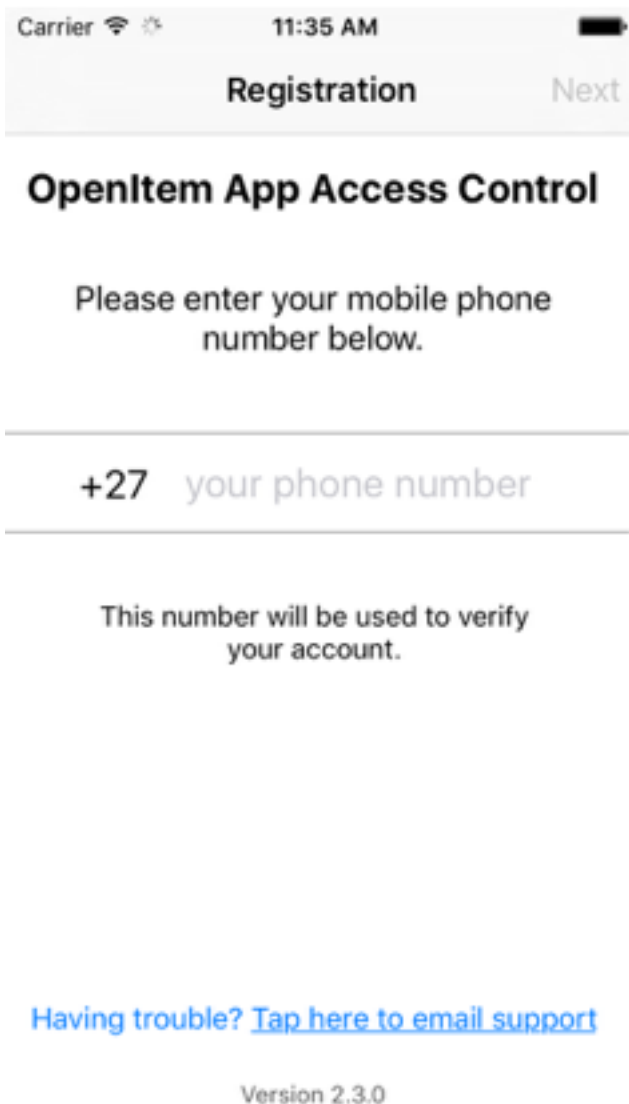 Carrier 11:35 AM
Registration Next
OpenItem App Access Control
Please enter your mobile phone
number below.
+27 your phone number
This number will be used to verify
your account.
Having trouble? Tap here to email support
Version 2.3.0